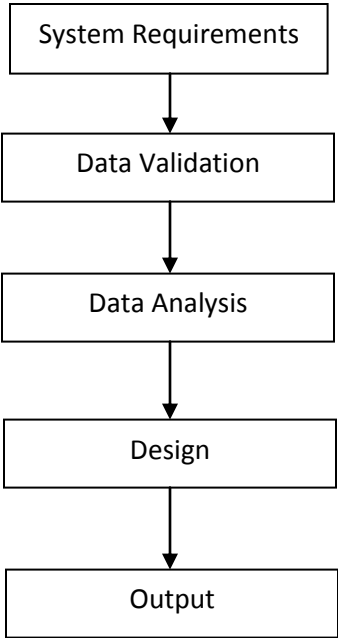 System Requirements
Data Validation
Data Analysis
Design
Output